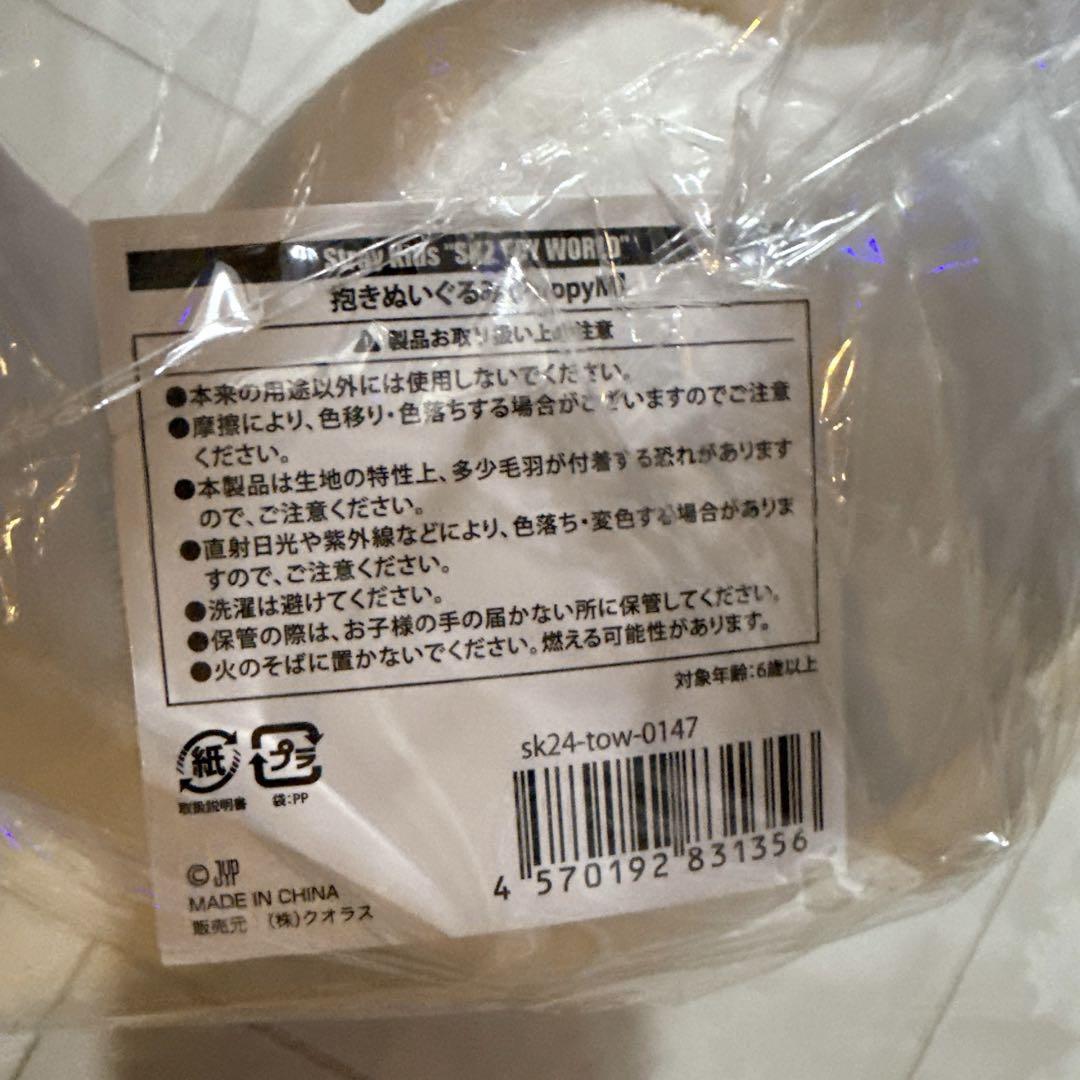 Stray Kids "SKZ TOY WORLD"
抱きぬいぐるみ ppyM
製品お取り扱い上の注意
●本来の用途以外には使用しないでください。
●摩擦により、色移り・色落ちする場合がございますのでご注意
ください。
●本製品は生地の特性上、多少毛羽が付着する恐れがあります
ので、ご注意ください。
●直射日光や紫外線などにより、色落ち・変色する場合がありま
すので、ご注意ください。
●洗濯は避けてください。
●保管の際は、お子様の手の届かない所に保管してください。
●火のそばに置かないでください。燃える可能性があります。
対象年齢:6歳以上
紙 プラ
取扱説明書 袋:PP
sk24-tow-0147
4 570192 831356
© JYP
MADE IN CHINA
販売元 (株)クオラス